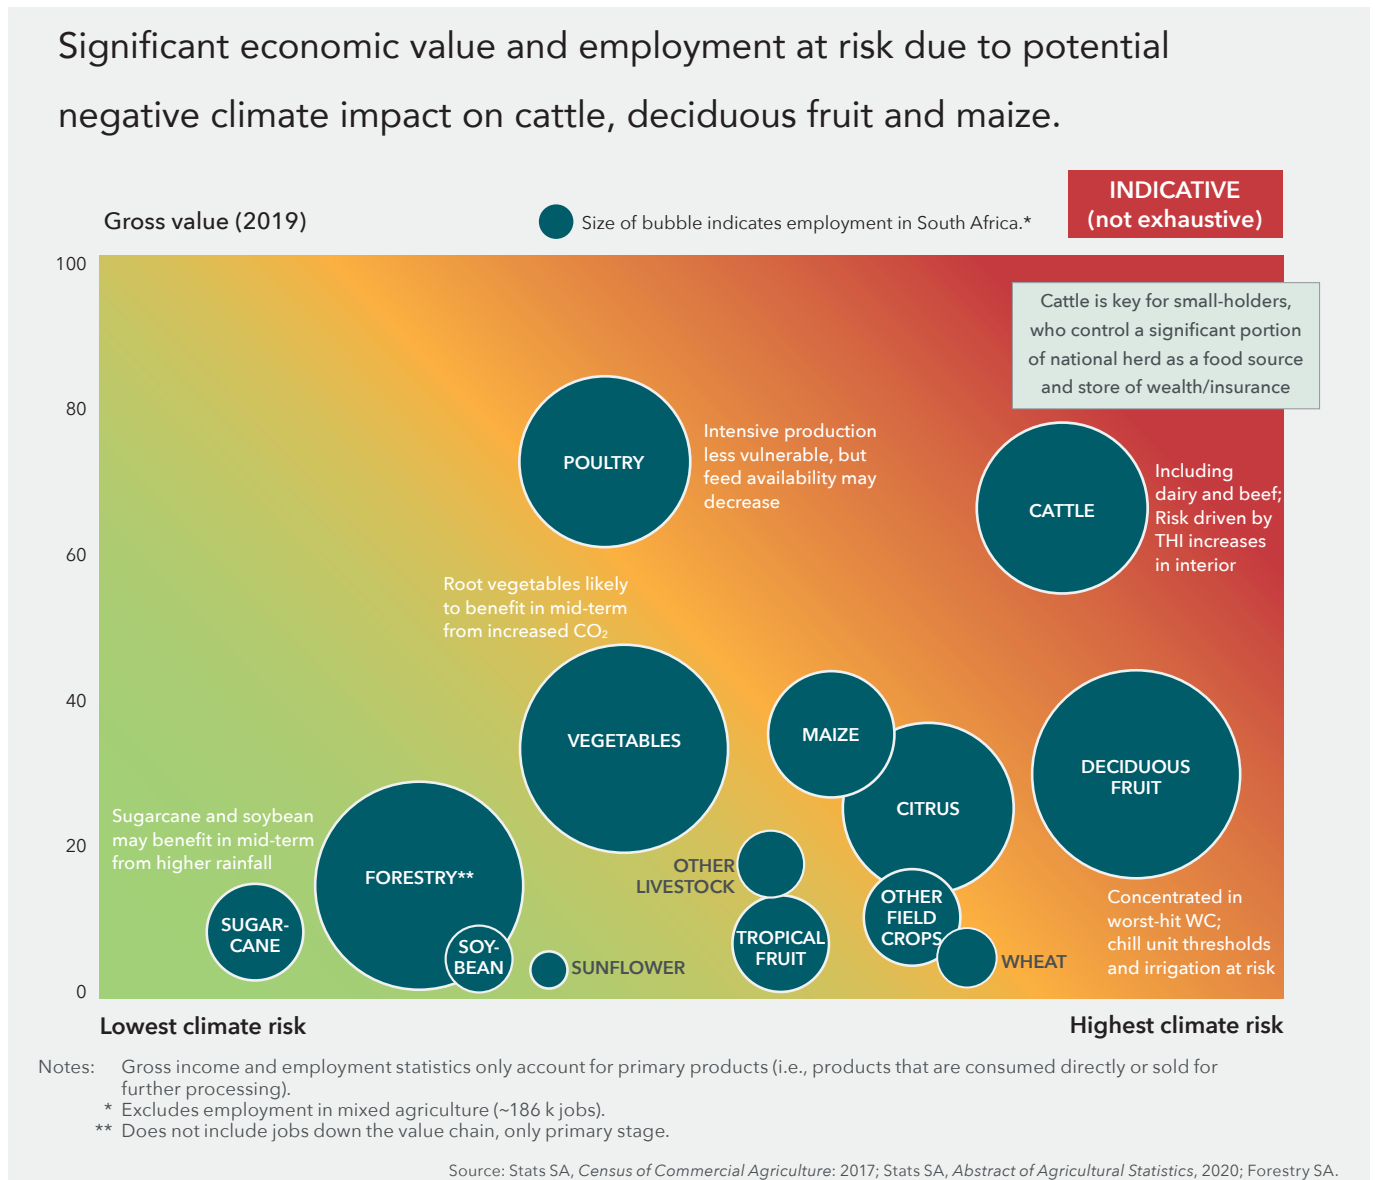 Significant economic value and employment at risk due to potential
negative climate impact on cattle, deciduous fruit and maize.
INDICATIVE
(not exhaustive)
Gross value (2019)
Size of bubble indicates employment in South Africa.*
100
80
60
40
20
0
Cattle is key for small-holders,
who control a significant portion
of national herd as a food source
and store of wealth/insurance
POULTRY
Intensive production
less vulnerable, but
feed availability may
decrease
CATTLE
Including
dairy and beef;
Risk driven by
THI increases
in interior
Root vegetables likely
to benefit in mid-term
from increased CO₂
VEGETABLES
MAIZE
CITRUS
DECIDUOUS
FRUIT
Sugarcane and soybean
may benefit in mid-term
from higher rainfall
FORESTRY**
OTHER
LIVESTOCK
SUGAR-
CANE
SOY-
BEAN
SUNFLOWER
TROPICAL
FRUIT
OTHER
FIELD
CROPS
WHEAT
Concentrated in
worst-hit WC;
chill unit thresholds
and irrigation at risk
Lowest climate risk
Highest climate risk
Notes: Gross income and employment statistics only account for primary products (i.e., products that are consumed directly or sold for
further processing).
* Excludes employment in mixed agriculture (~186 k jobs).
** Does not include jobs down the value chain, only primary stage.
Source: Stats SA, Census of Commercial Agriculture: 2017; Stats SA, Abstract of Agricultural Statistics, 2020; Forestry SA.